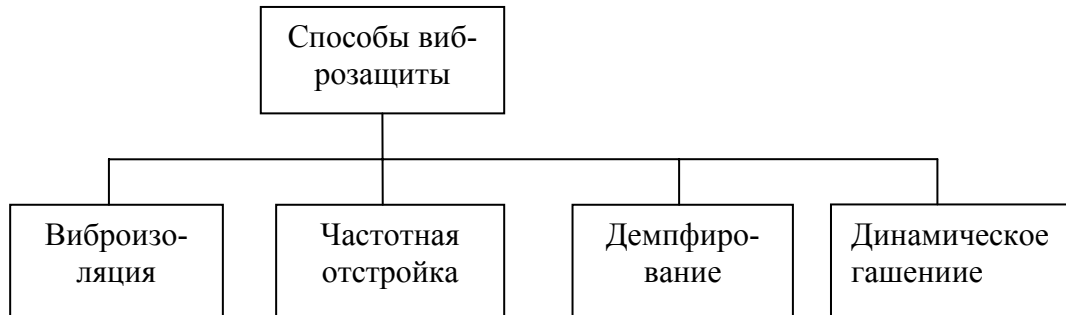 Способы виб-
розащиты
Виброизо-
ляция
Частотная
отстройка
Демпфиро-
вание
Динамическое
гашениие